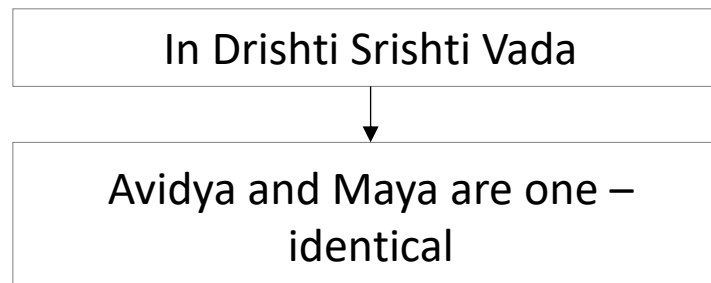 In Drishti Srishti Vada
Avidya and Maya are one –
identical